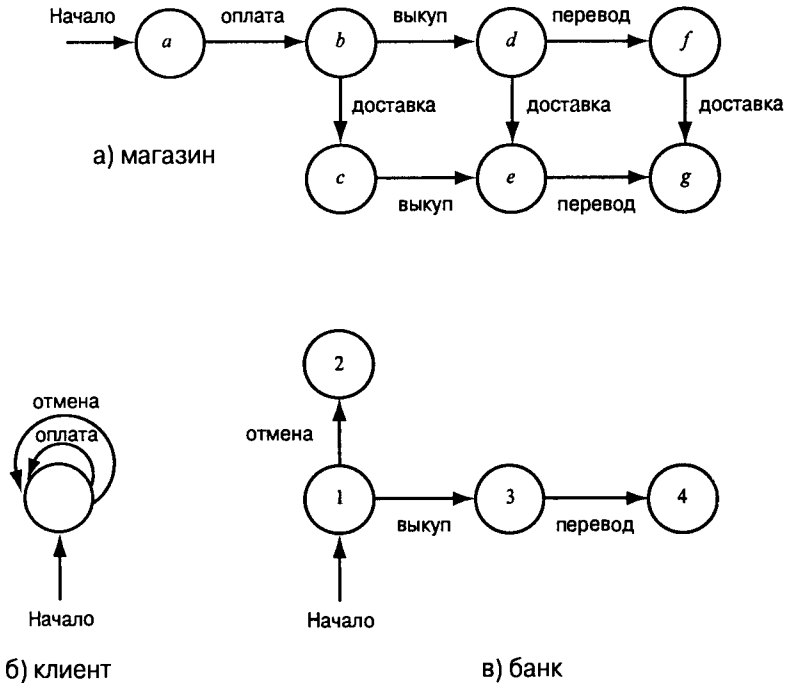 Начало
a
оплата
b
выкуп
d
перевод
f
доставка
доставка
доставка
а) магазин
c
выкуп
e
перевод
g
отмена
оплата
Начало
б) клиент
2
отмена
1
выкуп
3
перевод
4
Начало
в) банк